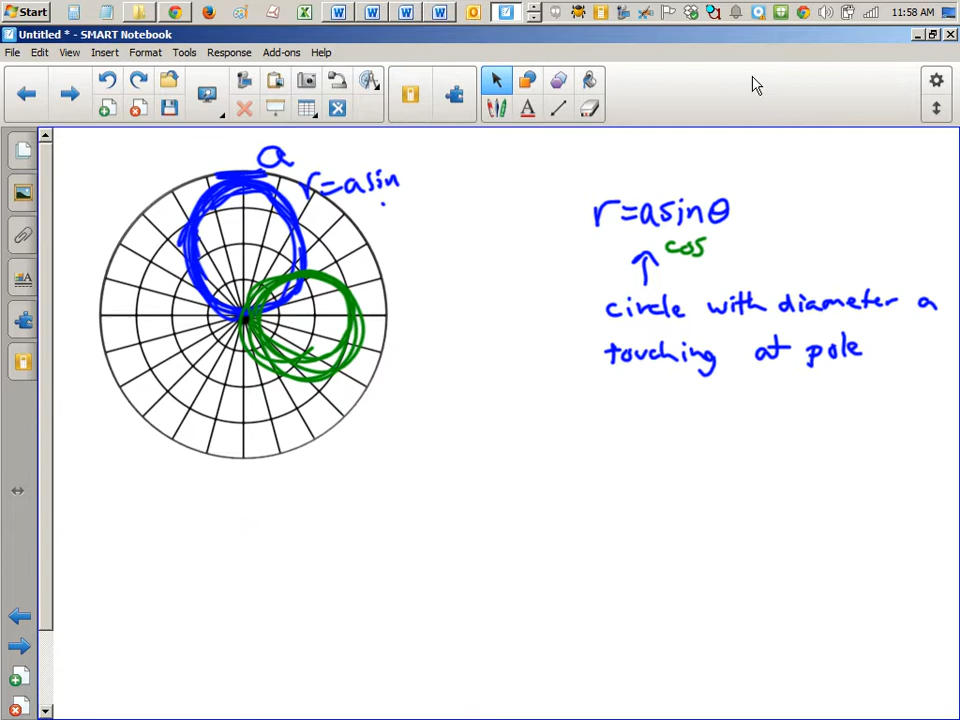 Start
11:58 AM
Untitled * - SMART Notebook
File Edit View Insert Format Tools Response Add-ons Help
a
r=asin
r=asinθ
cos
circle with diameter a
touching at pole